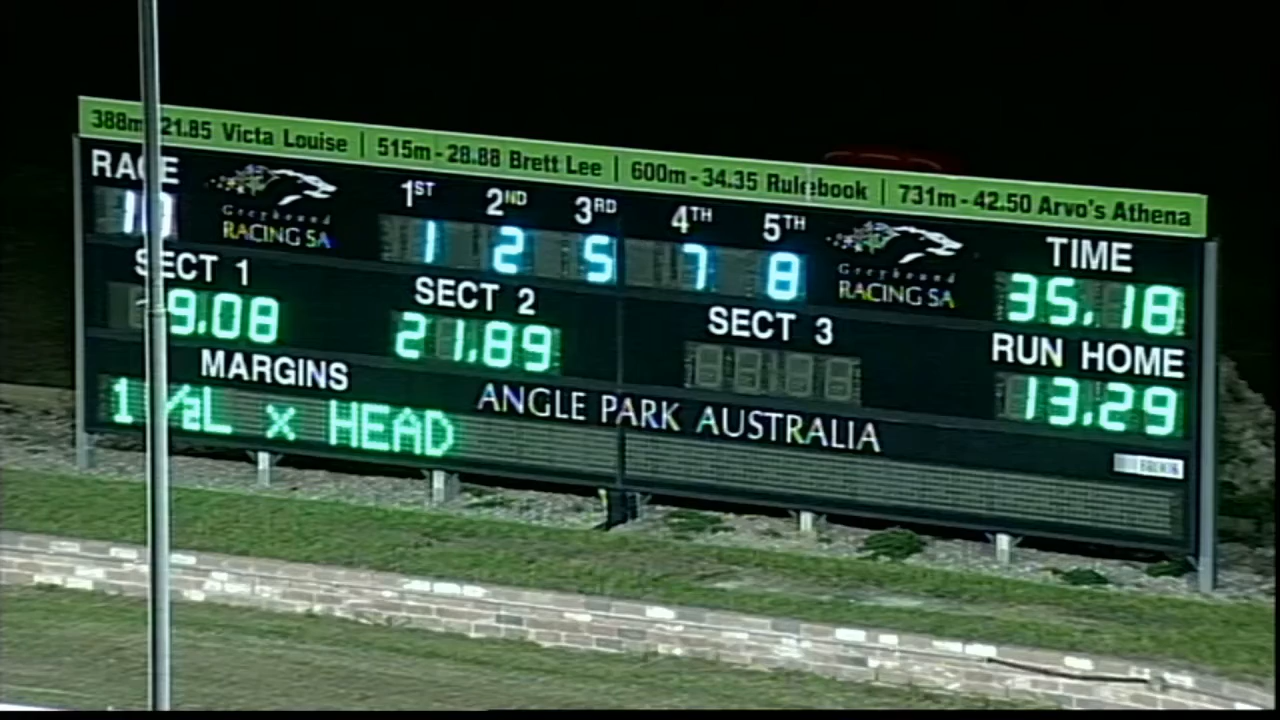 388m - 21.85 Victa Louise | 515m - 28.88 Brett Lee | 600m - 34.35 Rulebook | 731m - 42.50 Arvo's Athena
RACE 1ST 2ND 3RD 4TH 5TH TIME
10 Greyhound RACING SA 1 2 5 7 8 Greyhound RACING SA 35.18
SECT 1 SECT 2 SECT 3 RUN HOME
9.08 21.89 13.29
MARGINS ANGLE PARK AUSTRALIA
1 ½L x HEAD